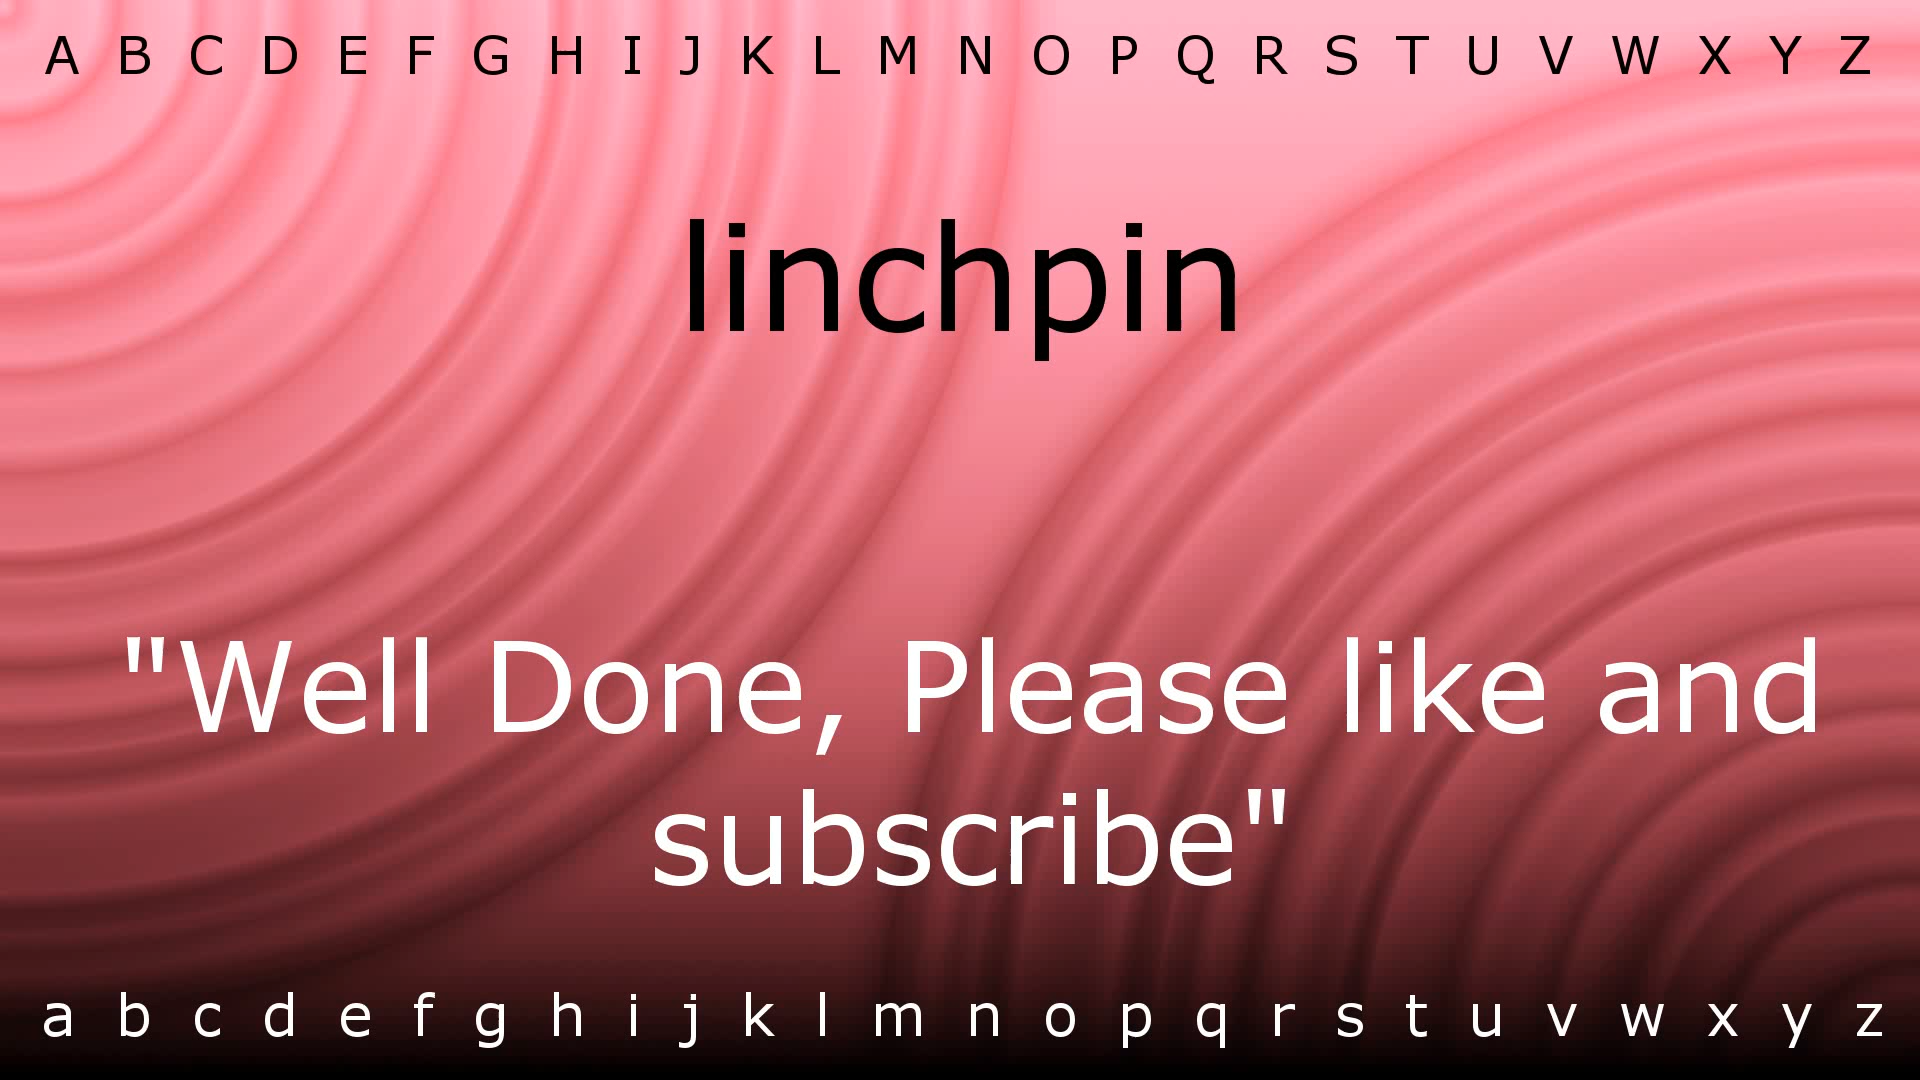 A B C D E F G H I J K L M N O P Q R S T U V W X Y Z
linchpin
"Well Done, Please like and
subscribe"
a b c d e f g h i j k l m n o p q r s t u v w x y z